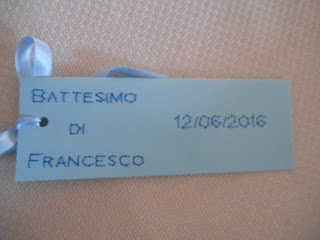 BATTESIMO
DI
FRANCESCO
12/06/2016